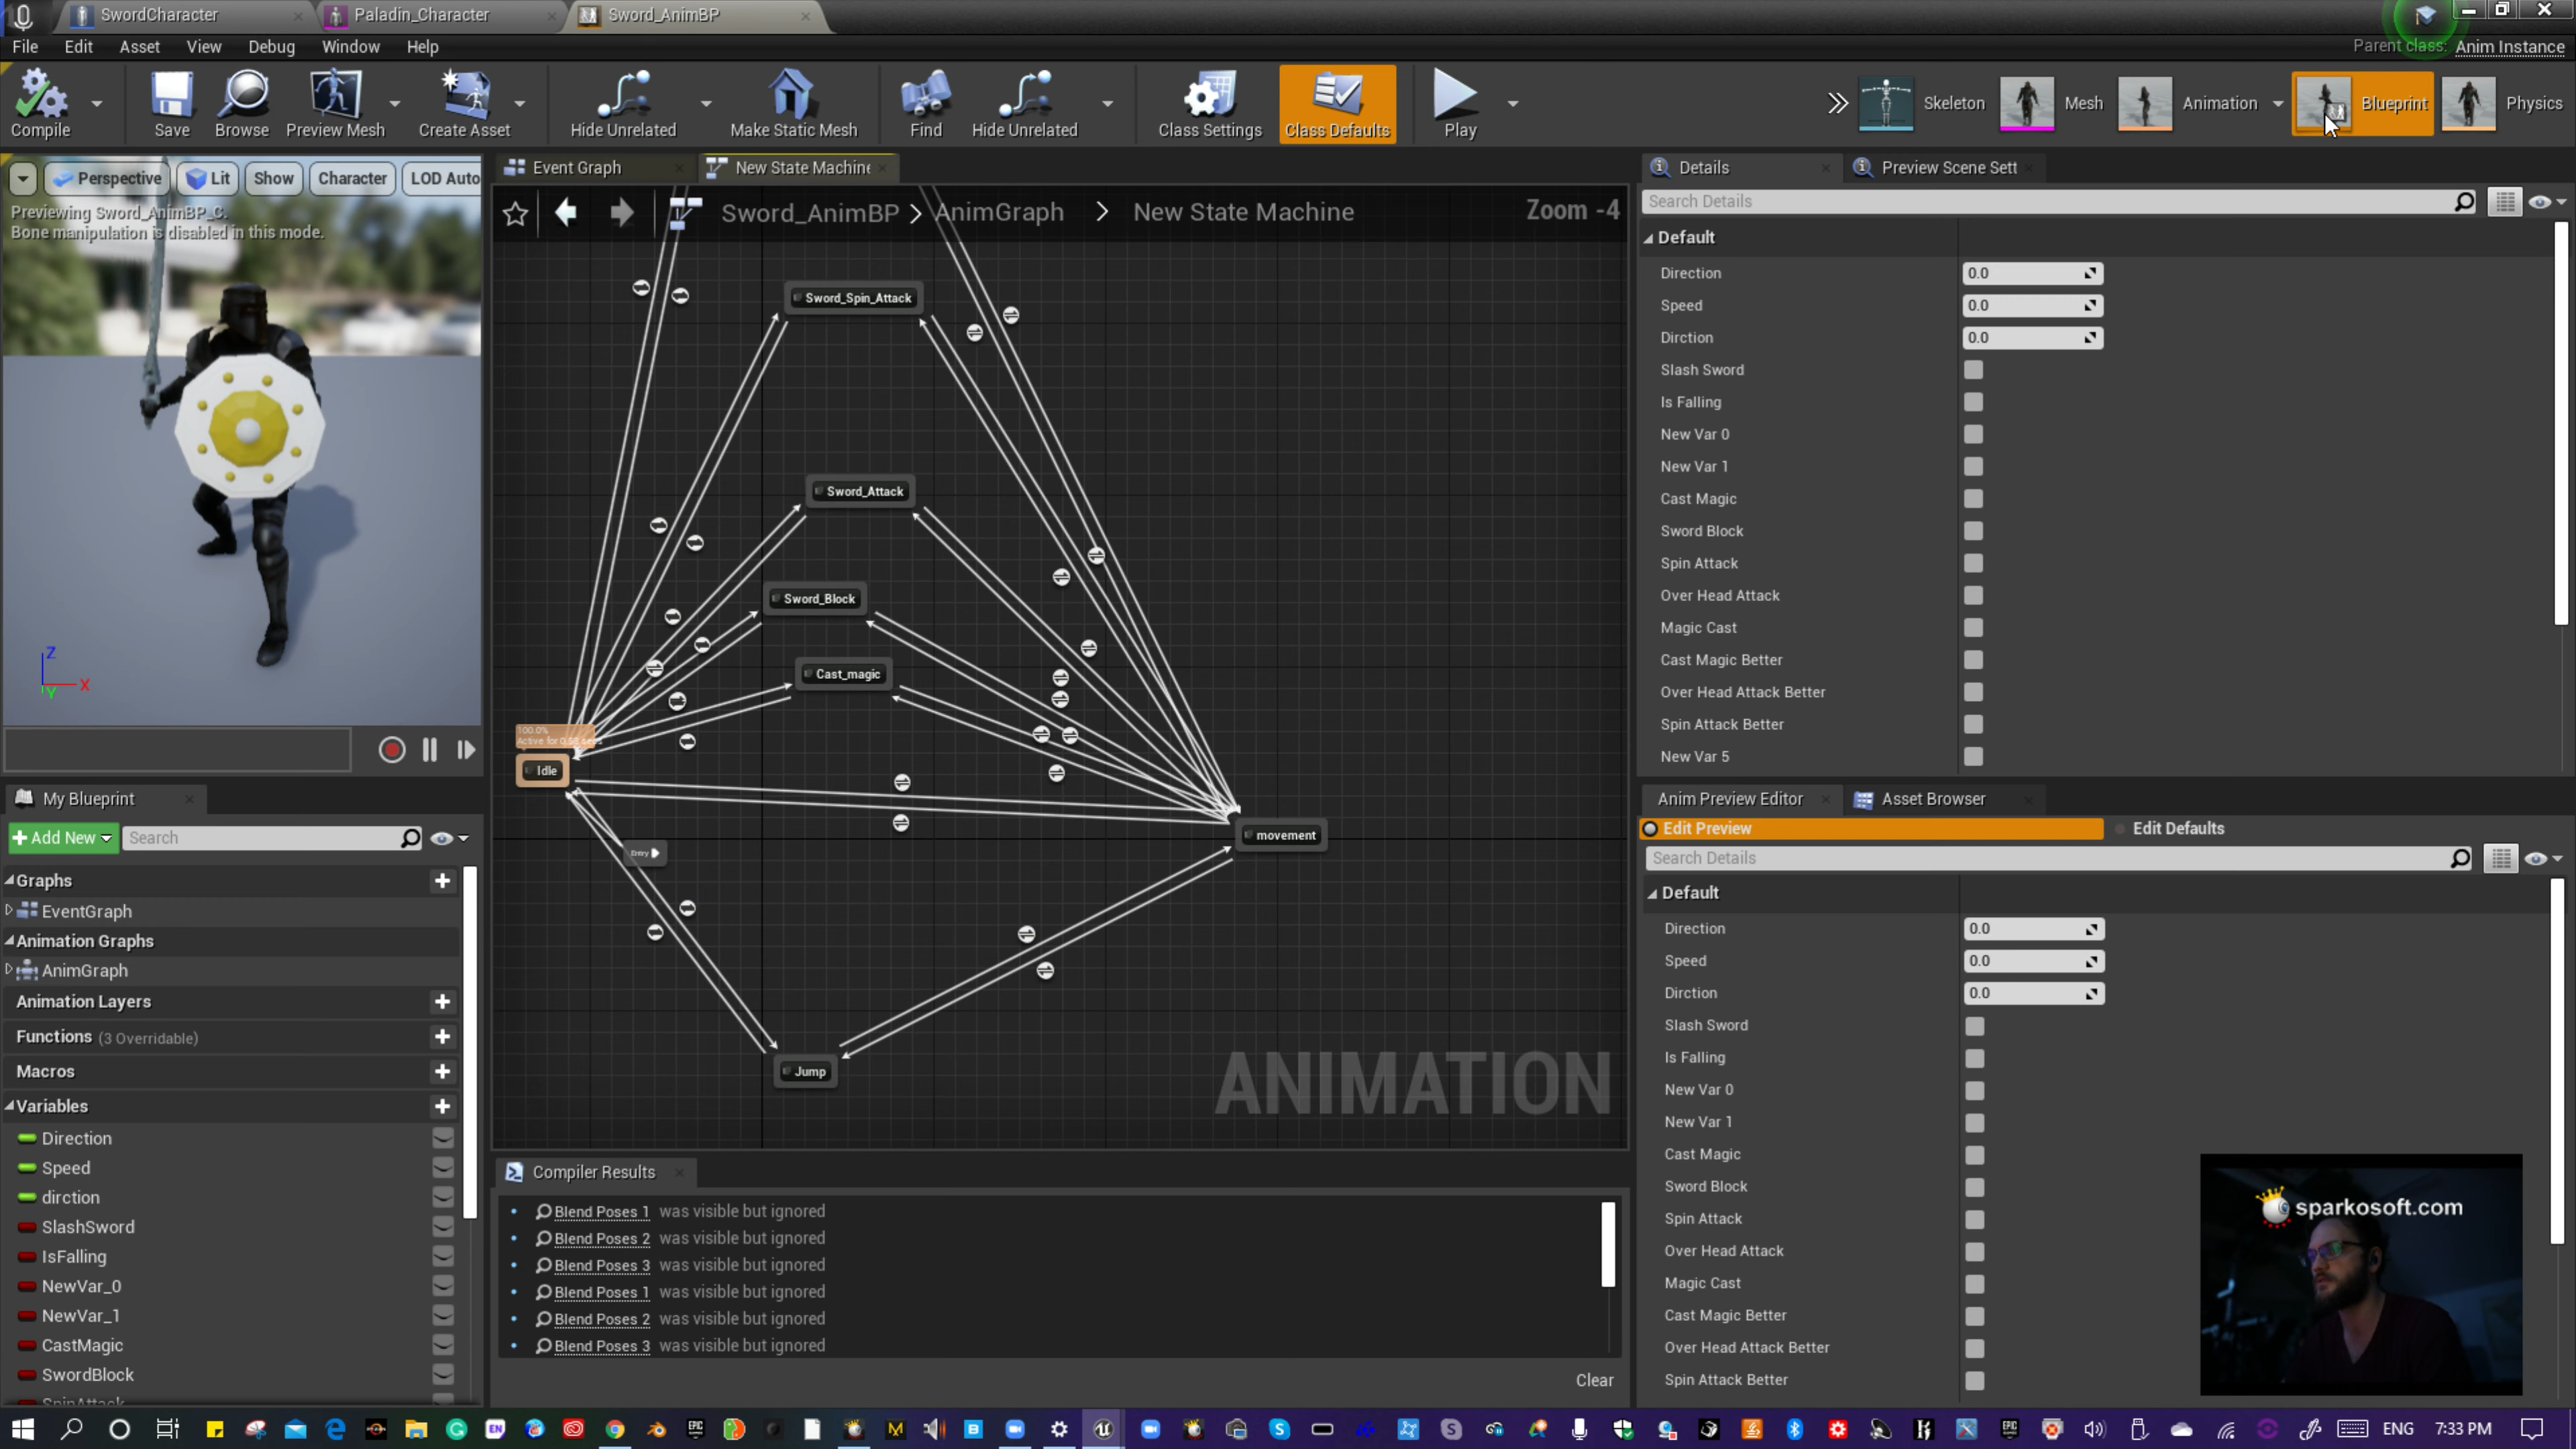 SwordCharacter
Paladin_Character
Sword_AnimBP
File Edit Asset View Debug Window Help
Parent class: Anim Instance
Compile
Save
Browse
Preview Mesh
Create Asset
Hide Unrelated
Make Static Mesh
Find
Hide Unrelated
Class Settings
Class Defaults
Play
Skeleton
Mesh
Animation
Blueprint
Physics
Perspective
Lit
Show
Character
LOD Auto
Previewing Sword_AnimBP_C.
Bone manipulation is disabled in this mode.
Z
X
Y
Event Graph
New State Machine
Sword_AnimBP > AnimGraph > New State Machine
Zoom -4
Sword_Spin_Attack
Sword_Attack
Sword_Block
Cast_magic
100.0%
Idle
Entry
movement
Jump
ANIMATION
My Blueprint
Add New
Search
Graphs
EventGraph
Animation Graphs
AnimGraph
Animation Layers
Functions (3 Overridable)
Macros
Variables
Direction
Speed
dirction
SlashSword
IsFalling
NewVar_0
NewVar_1
CastMagic
SwordBlock
SpinAttack
Compiler Results
Blend Poses 1 was visible but ignored
Blend Poses 2 was visible but ignored
Blend Poses 3 was visible but ignored
Blend Poses 1 was visible but ignored
Blend Poses 2 was visible but ignored
Blend Poses 3 was visible but ignored
Clear
Details
Preview Scene Sett
Search Details
Default
Direction 0.0
Speed 0.0
Dirction 0.0
Slash Sword
Is Falling
New Var 0
New Var 1
Cast Magic
Sword Block
Spin Attack
Over Head Attack
Magic Cast
Cast Magic Better
Over Head Attack Better
Spin Attack Better
New Var 5
Anim Preview Editor
Asset Browser
Edit Preview
Edit Defaults
Search Details
Default
Direction 0.0
Speed 0.0
Dirction 0.0
Slash Sword
Is Falling
New Var 0
New Var 1
Cast Magic
Sword Block
Spin Attack
Over Head Attack
Magic Cast
Cast Magic Better
Over Head Attack Better
Spin Attack Better
sparkosoft.com
ENG
7:33 PM